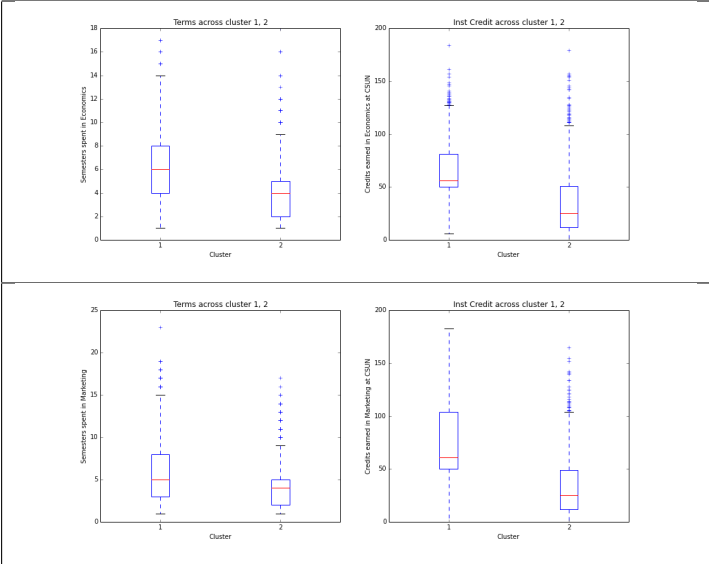 Terms across cluster 1, 2
Semesters spent in Economics
18
16
14
12
10
8
6
4
2
0
1
2
Cluster
Inst Credit across cluster 1, 2
Credits earned in Economics at CSUN
200
150
100
50
0
1
2
Cluster
Terms across cluster 1, 2
Semesters spent in Marketing
25
20
15
10
5
0
1
2
Cluster
Inst Credit across cluster 1, 2
Credits earned in Marketing at CSUN
200
150
100
50
0
1
2
Cluster